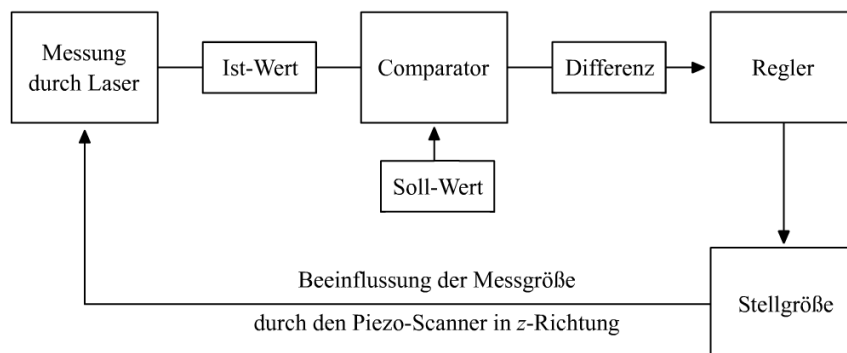 Messung
durch Laser
Ist-Wert
Comparator
Differenz
Regler
Soll-Wert
Beeinflussung der Messgröße
durch den Piezo-Scanner in z-Richtung
Stellgröße